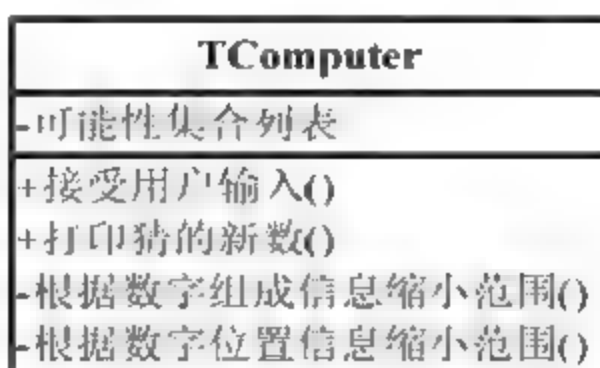 TComputer
-可能性集合列表
+接受用户输入()
+打印猜的新数()
-根据数字组成信息缩小范围()
-根据数字位置信息缩小范围()